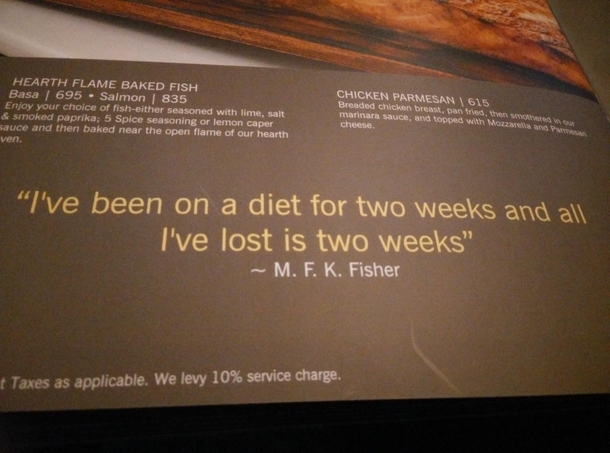 HEARTH FLAME BAKED FISH
Basa | 695 • Salmon | 835
Enjoy your choice of fish-either seasoned with lime, salt
& smoked paprika; 5 Spice seasoning or lemon caper
sauce and then baked near the open flame of our hearth
ven.
CHICKEN PARMESAN | 615
Breaded chicken breast, pan fried, then smothered in our
marinara sauce, and topped with Mozzarella and Parmesan
cheese.
“I've been on a diet for two weeks and all
I've lost is two weeks”
~ M. F. K. Fisher
t Taxes as applicable. We levy 10% service charge.